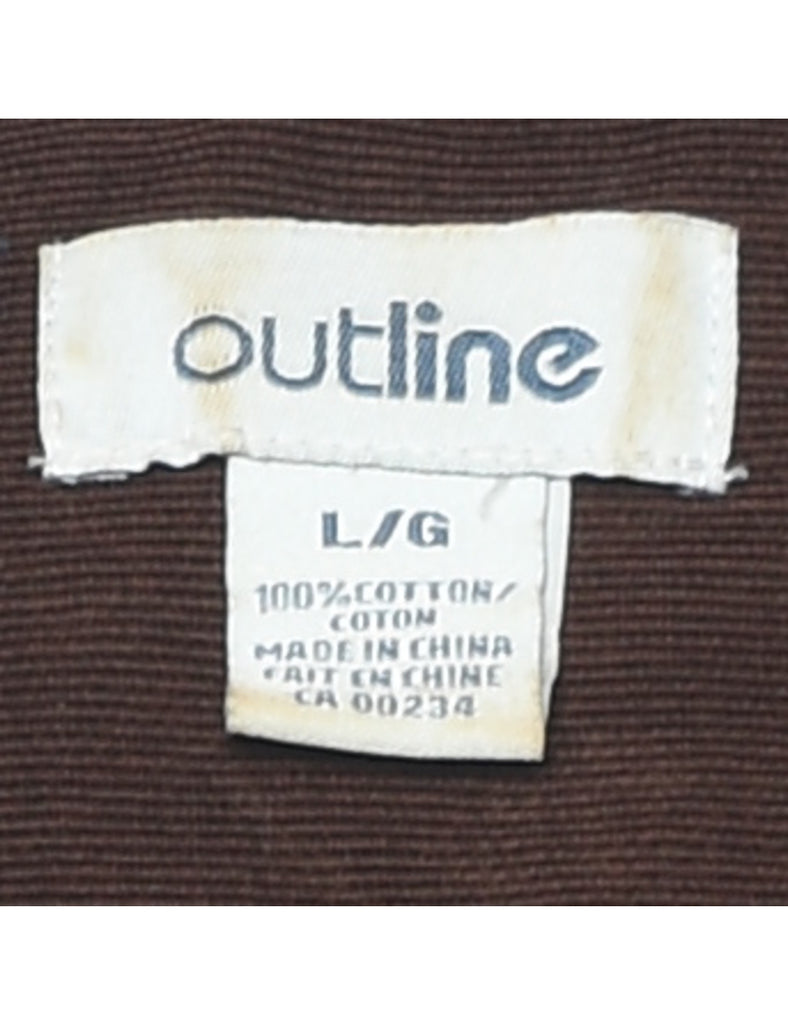 outline
L/G
100% COTTON/
COTON
MADE IN CHINA
FAIT EN CHINE
CA 00234